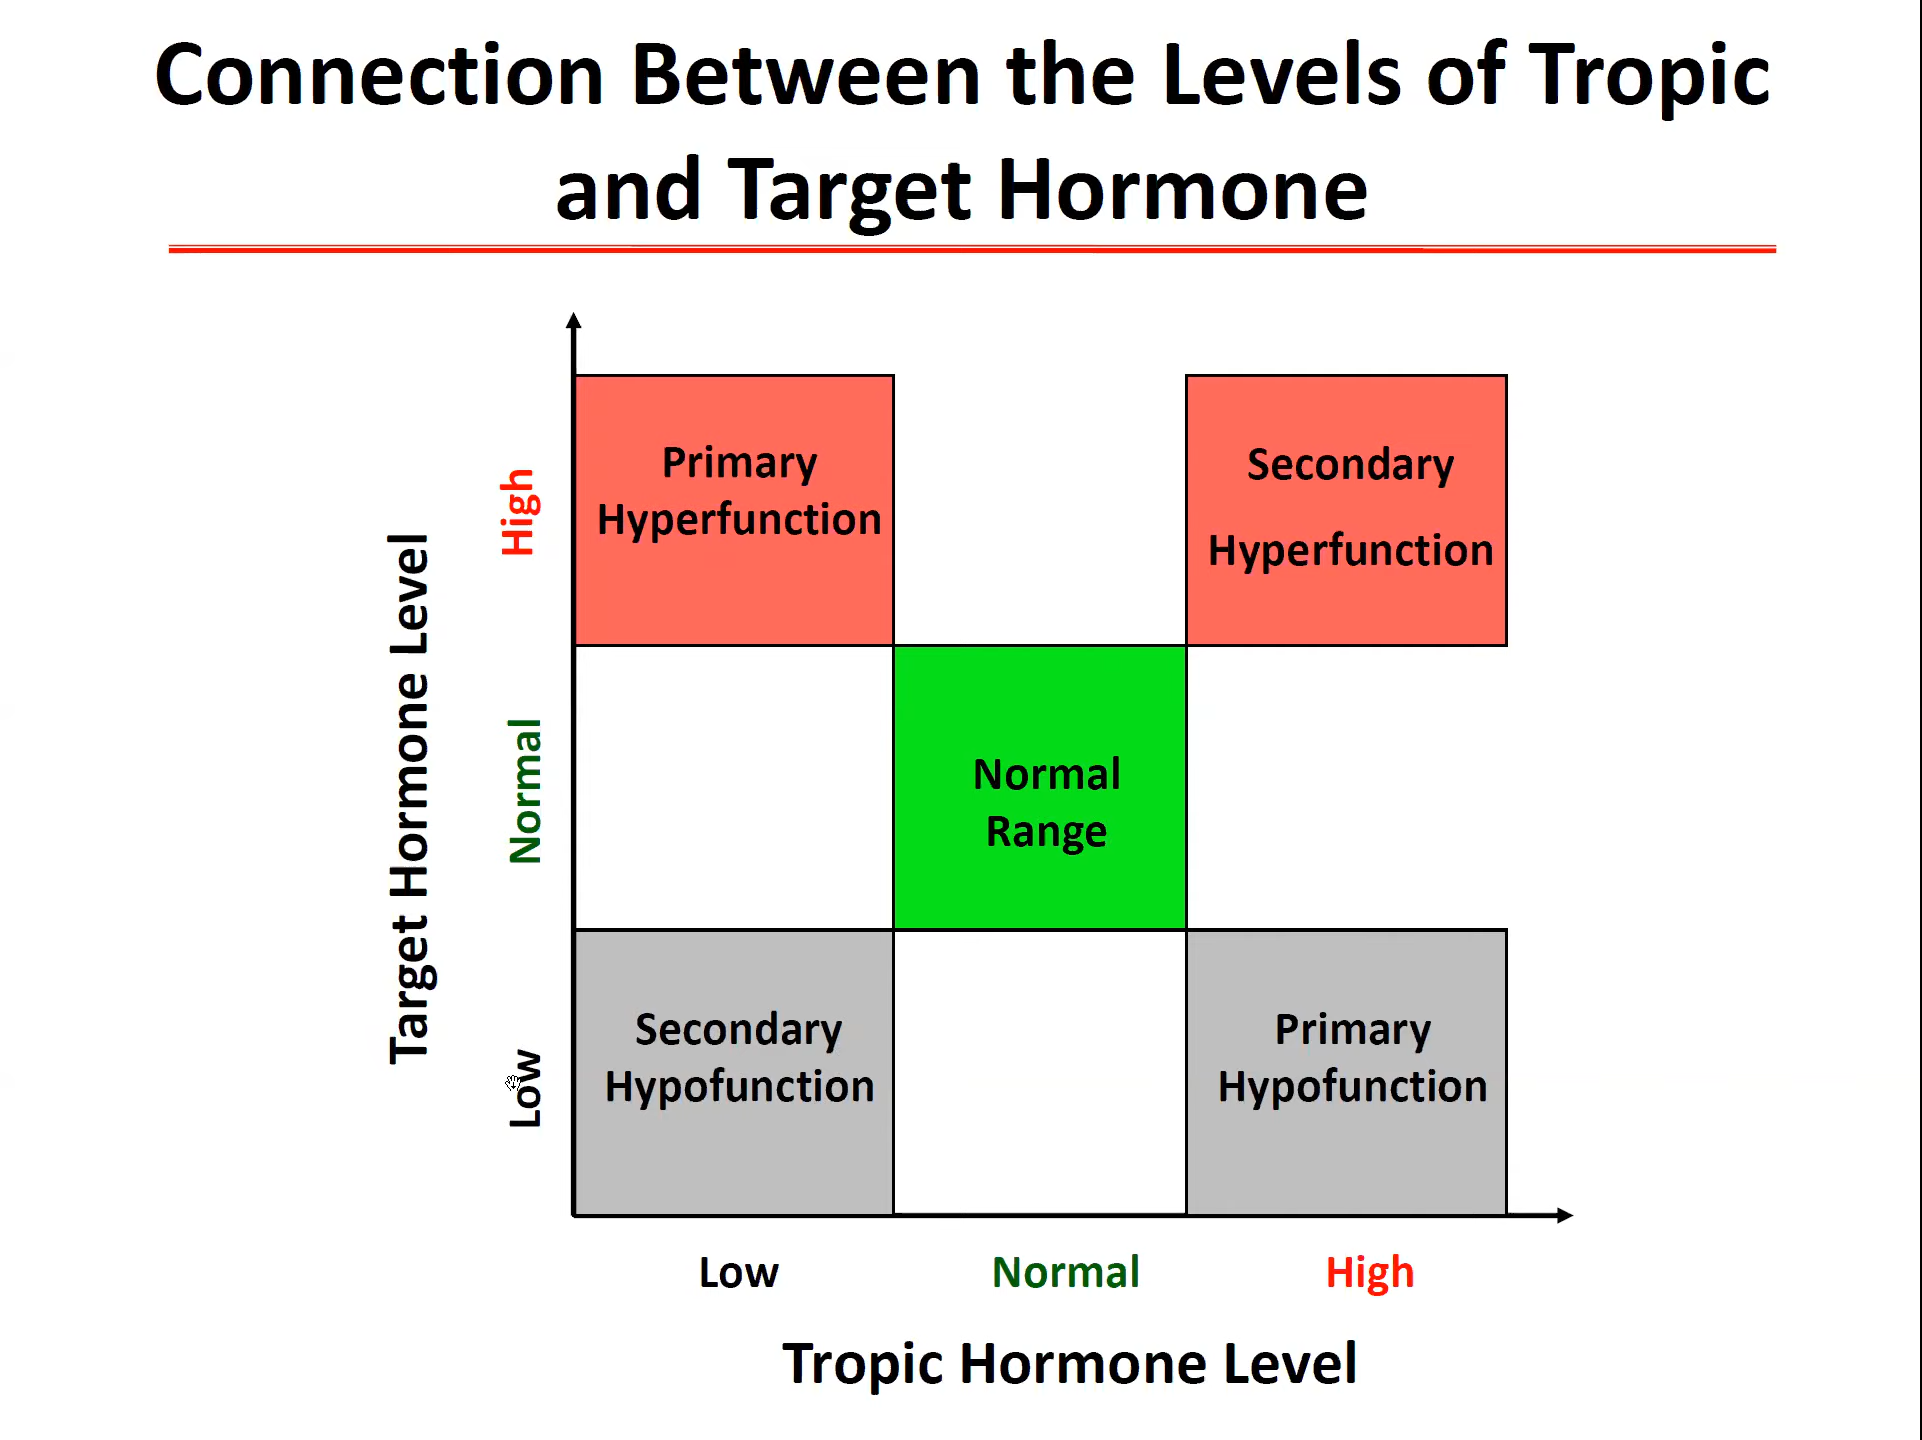 Connection Between the Levels of Tropic
and Target Hormone
Target Hormone Level
High
Normal
Low
Primary
Hyperfunction
Secondary
Hyperfunction
Normal
Range
Secondary
Hypofunction
Primary
Hypofunction
Low
Normal
High
Tropic Hormone Level